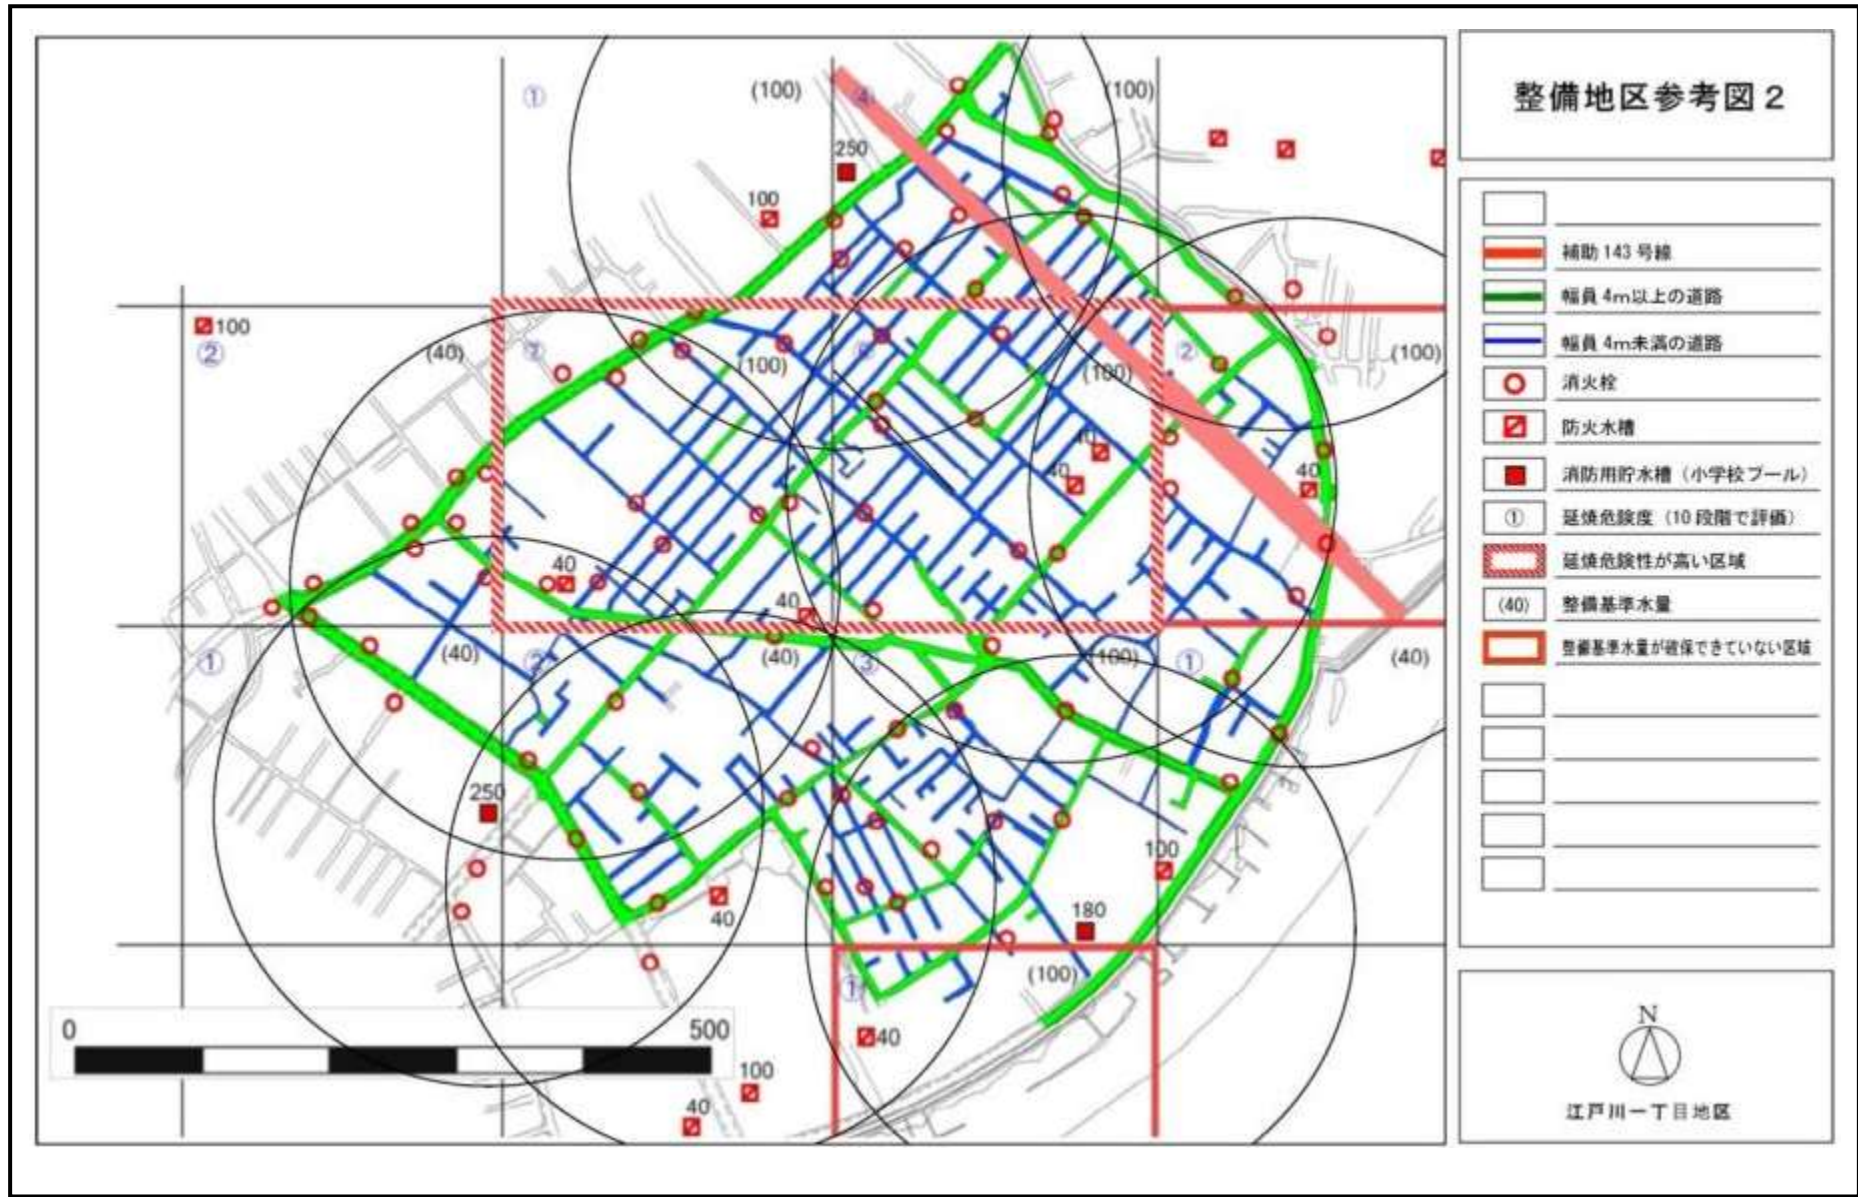 整備地区参考図２
補助143号線
幅員4m以上の道路
幅員4m未満の道路
消火栓
防火水槽
消防用貯水槽（小学校プール）
① 延焼危険度（10段階で評価）
延焼危険性が高い区域
(40) 整備基準水量
整備基準水量が確保できていない区域
N
江戸川一丁目地区
① (100) ④ (100)
250
100
100
② (40) (100) (100) ② (100)
40
40 40
40
40
① (40) ② (40) ③ (100) ① (40)
250
100
40
180
① (100)
40
0 500
100
40